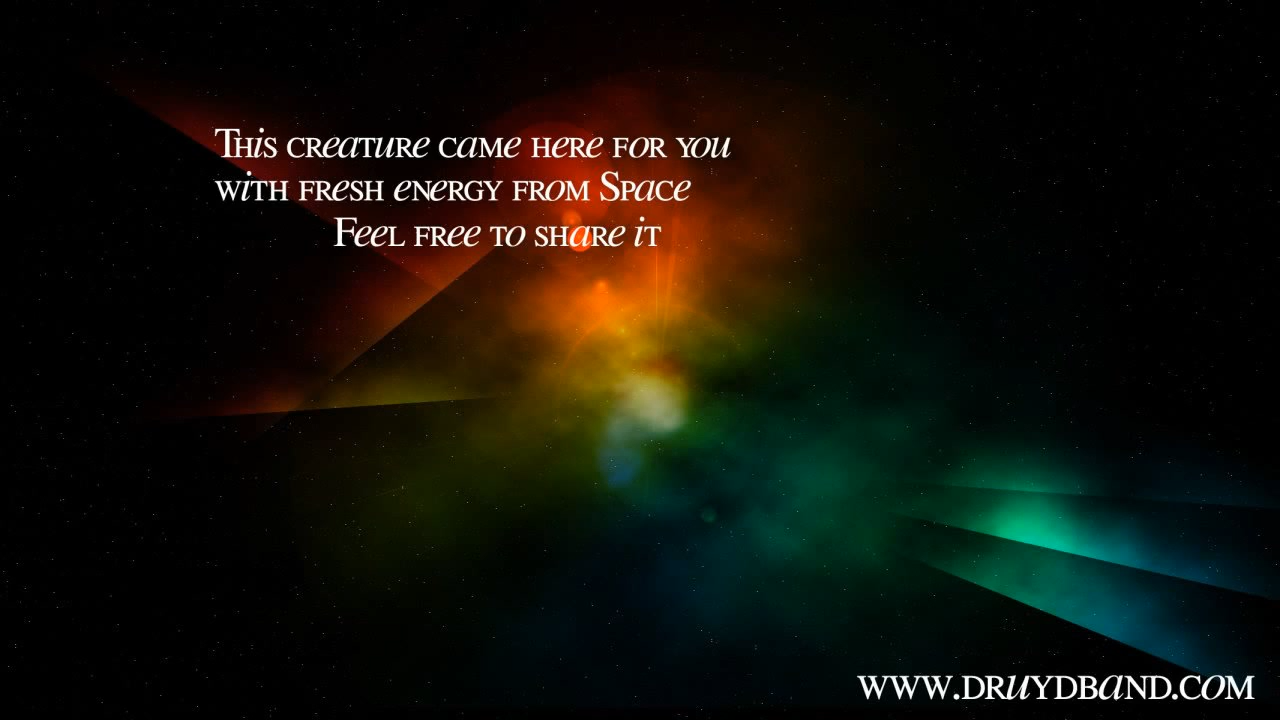 This creature came here for you
with fresh energy from Space
Feel free to share it
www.druydband.com